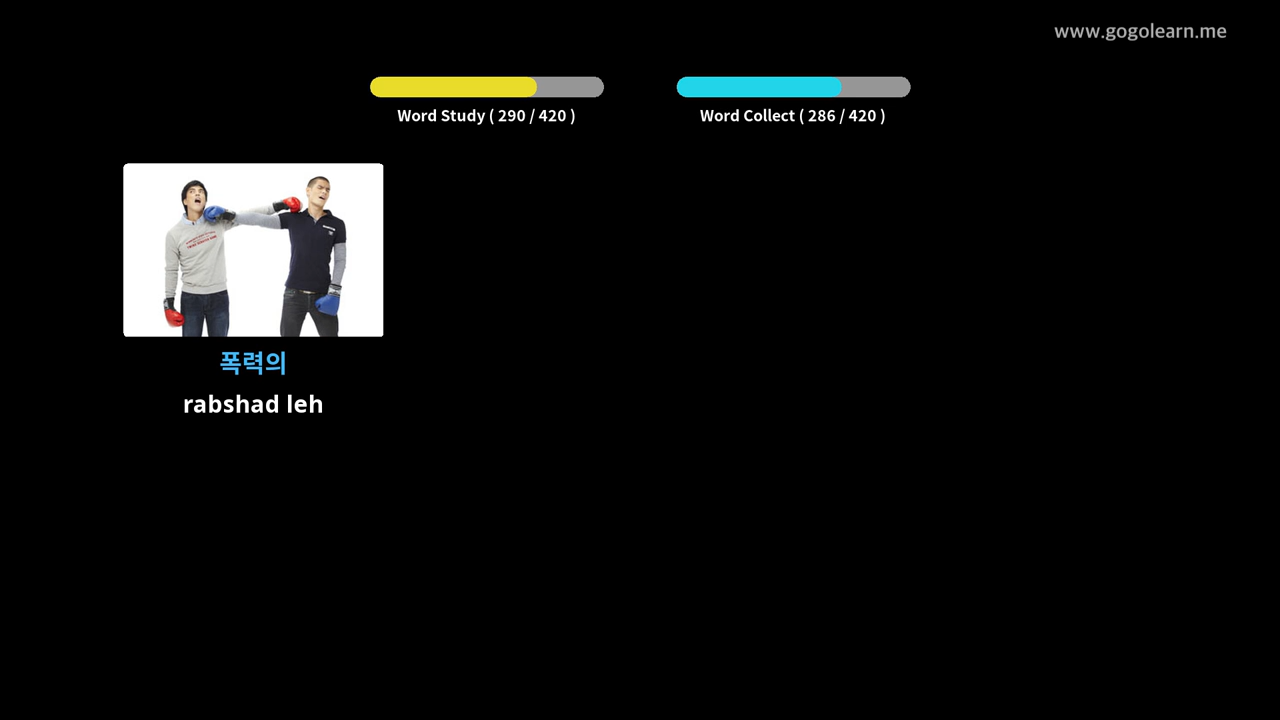 www.gogolearn.me
Word Study ( 290 / 420 )
Word Collect ( 286 / 420 )
폭력의
rabshad leh